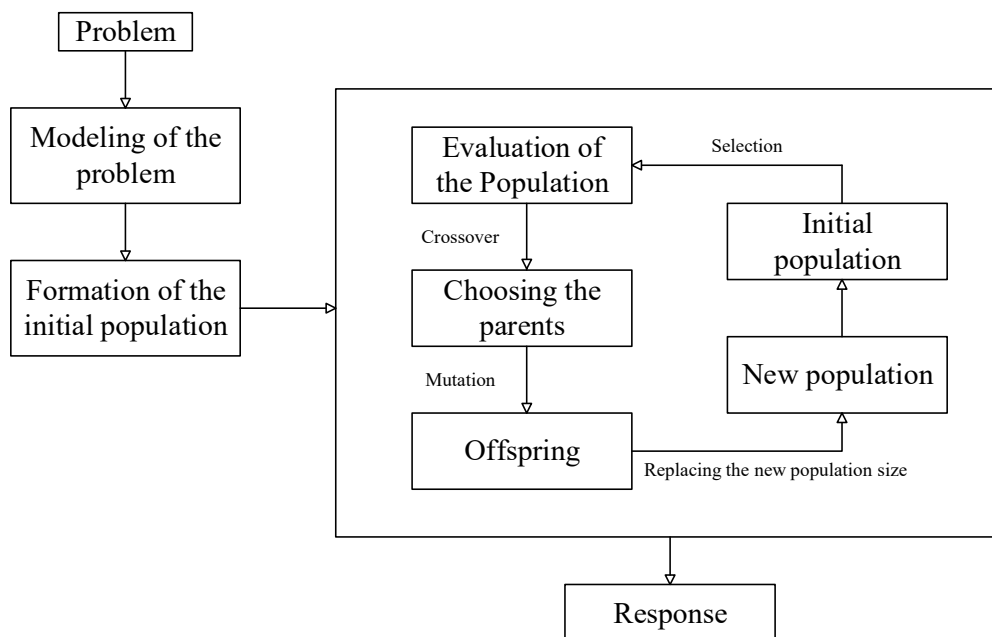 Problem
Modeling of the
problem
Formation of the
initial population
Evaluation of
the Population
Selection
Crossover
Initial
population
Choosing the
parents
Mutation
New population
Offspring
Replacing the new population size
Response